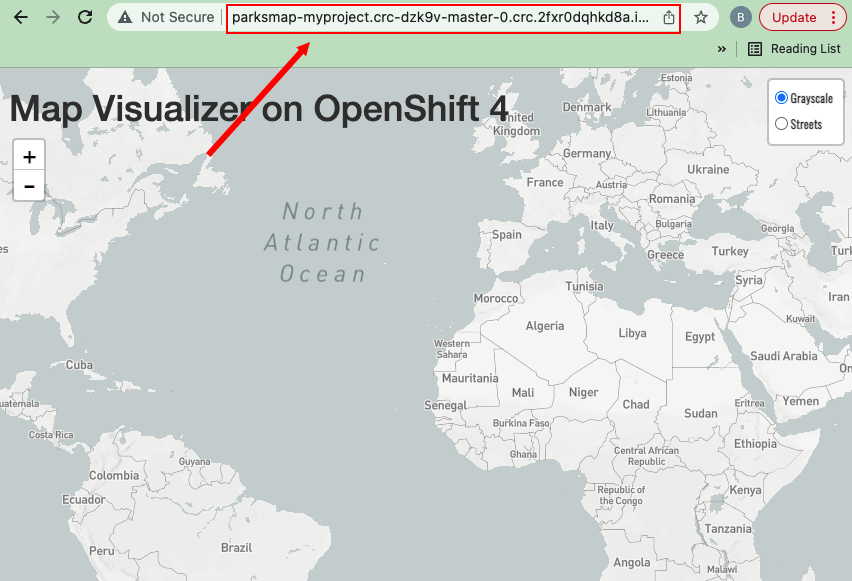 Not Secure
parksmap-myproject.crc-dzk9v-master-0.crc.2fxr0dqhkd8a.i...
B
Update
»
Reading List
Map Visualizer on OpenShift 4
Grayscale
Streets
+
-
Estonia
Denmark
Lithuania
United
Kingdom
Germany
France
Austria
Ukraine
Romania
Italy
Bulgaria
Georgia
Spain
Greece
Turkey
North
Atlantic
Ocean
Tunisia
Syria
Morocco
Iran
Algeria
Libya
Egypt
Kuwait
Western
Sahara
Saudi Arabia
Cuba
Mauritania
Mali
Niger
Chad
Sudan
Eritrea
Yemen
Senegal
Burkina Faso
Costa Rica
Ghana
Central African
Republic
Ethiopia
Guyana
Colombia
Ecuador
Republic of
the Congo
Kenya
Tanzania
Peru
Brazil
Angola
Malawi